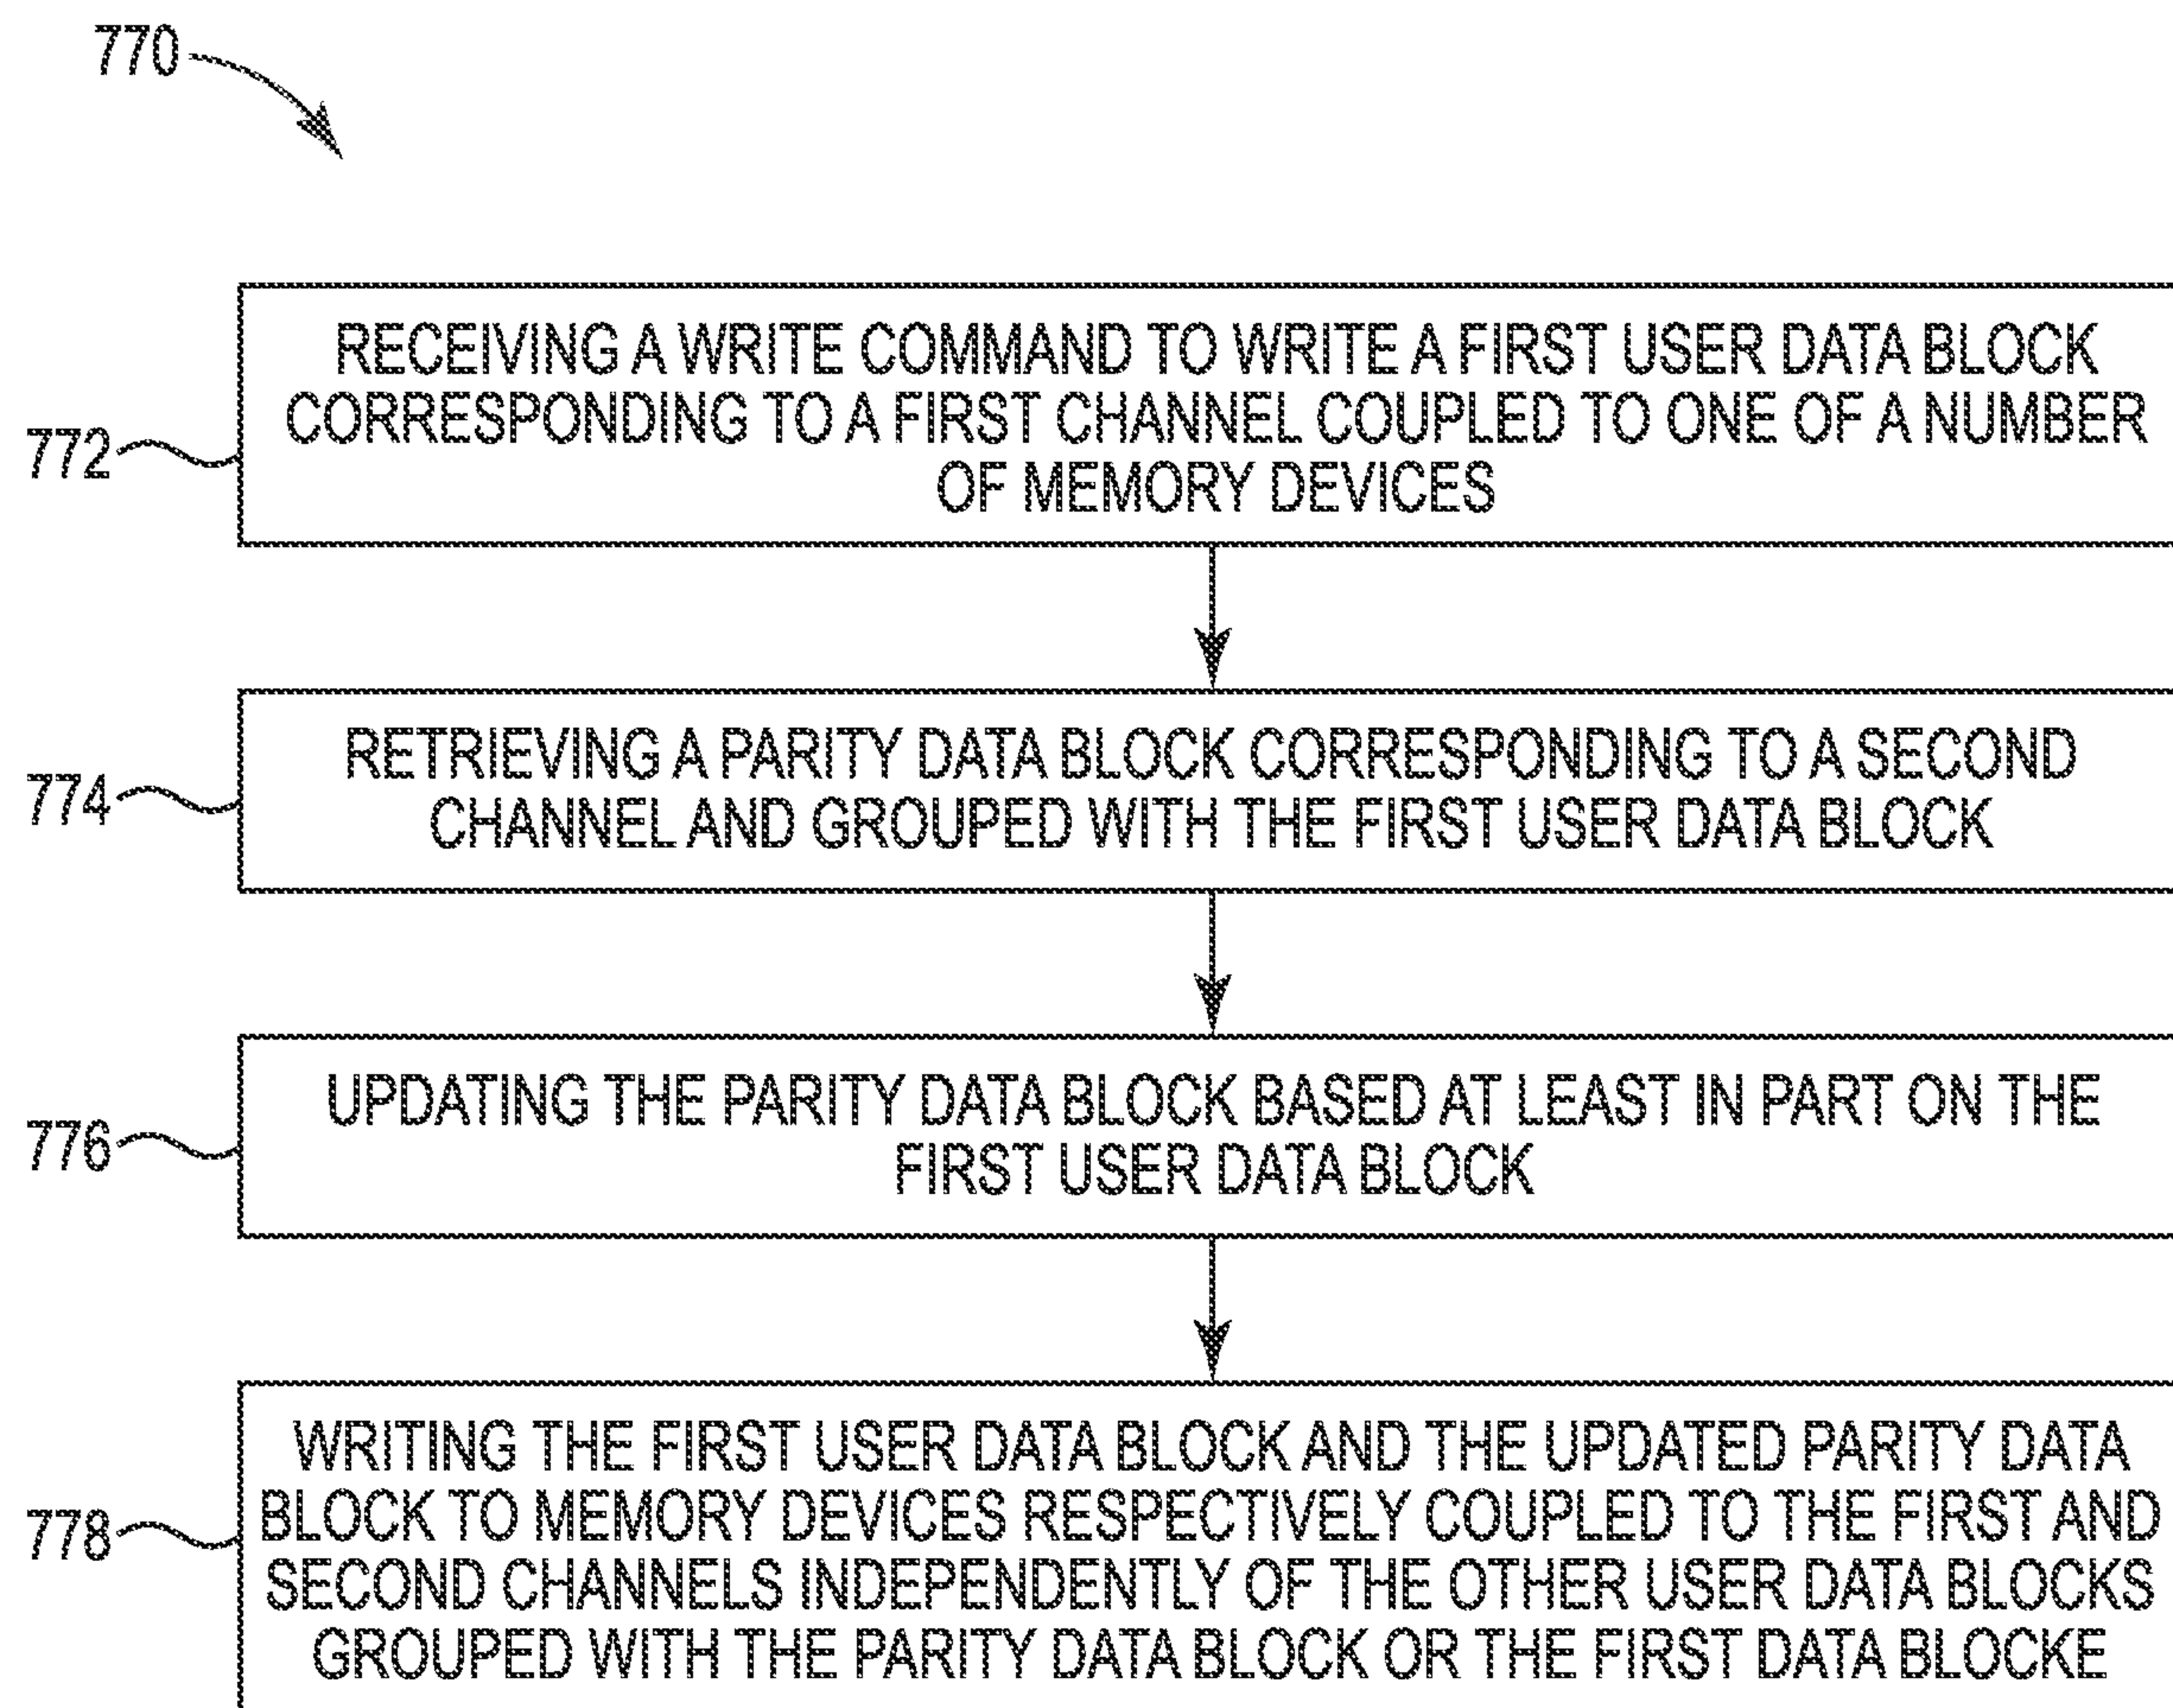 770
RECEIVING A WRITE COMMAND TO WRITE A FIRST USER DATA BLOCK
CORRESPONDING TO A FIRST CHANNEL COUPLED TO ONE OF A NUMBER
OF MEMORY DEVICES
772
RETRIEVING A PARITY DATA BLOCK CORRESPONDING TO A SECOND
CHANNEL AND GROUPED WITH THE FIRST USER DATA BLOCK
774
UPDATING THE PARITY DATA BLOCK BASED AT LEAST IN PART ON THE
FIRST USER DATA BLOCK
776
WRITING THE FIRST USER DATA BLOCK AND THE UPDATED PARITY DATA
BLOCK TO MEMORY DEVICES RESPECTIVELY COUPLED TO THE FIRST AND
SECOND CHANNELS INDEPENDENTLY OF THE OTHER USER DATA BLOCKS
GROUPED WITH THE PARITY DATA BLOCK OR THE FIRST DATA BLOCKE
778